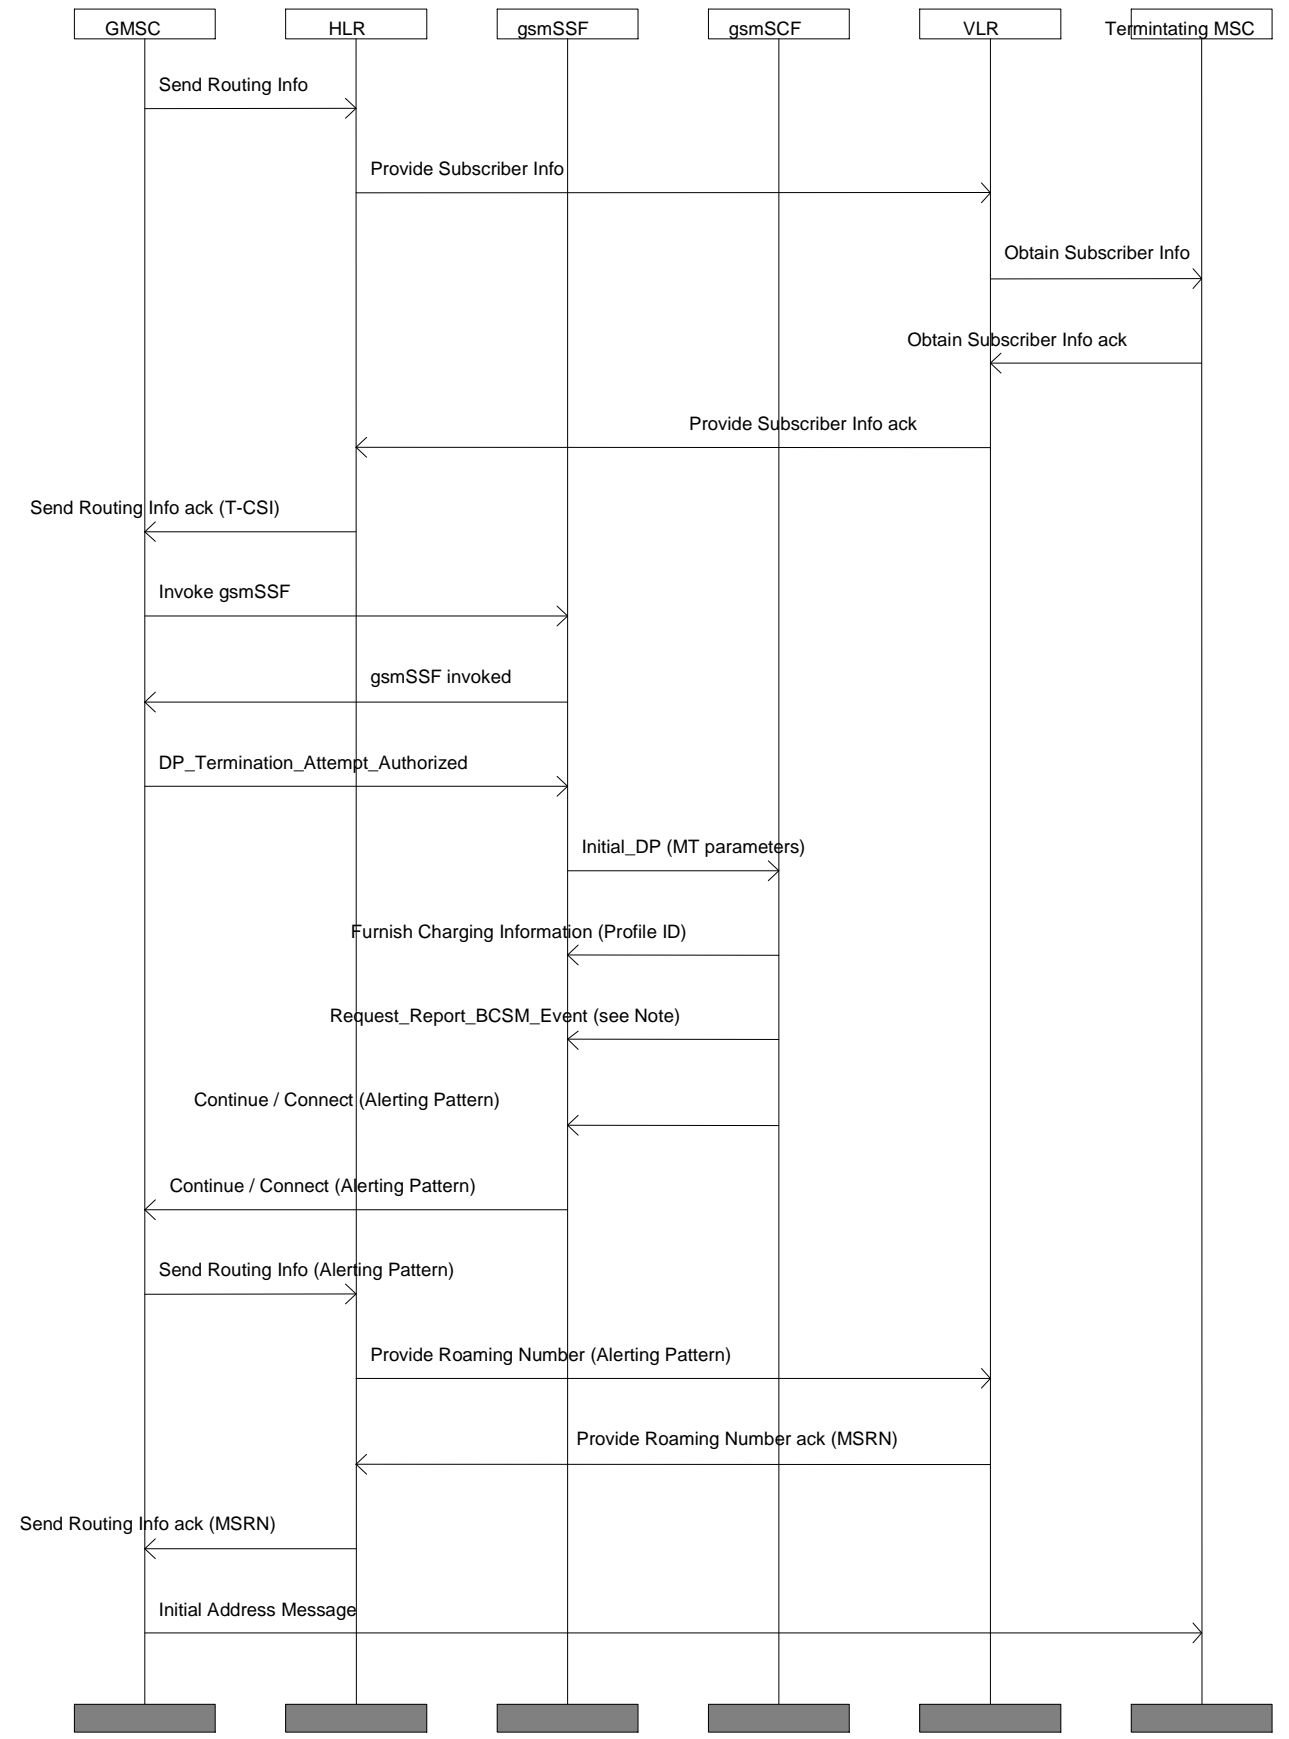 GMSC
HLR
gsmSSF
gsmSCF
VLR
Termintating MSC
Send Routing Info
Provide Subscriber Info
Obtain Subscriber Info
Obtain Subscriber Info ack
Provide Subscriber Info ack
Send Routing Info ack (T-CSI)
Invoke gsmSSF
gsmSSF invoked
DP_Termination_Attempt_Authorized
Initial_DP (MT parameters)
Furnish Charging Information (Profile ID)
Request_Report_BCSM_Event (see Note)
Continue / Connect (Alerting Pattern)
Continue / Connect (Alerting Pattern)
Send Routing Info (Alerting Pattern)
Provide Roaming Number (Alerting Pattern)
Provide Roaming Number ack (MSRN)
Send Routing Info ack (MSRN)
Initial Address Message